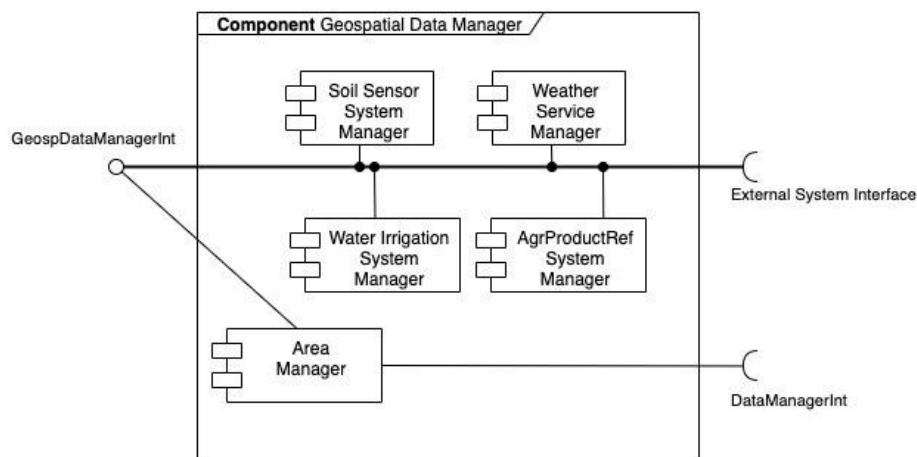 Component Geospatial Data Manager
Soil Sensor
System
Manager
Weather
Service
Manager
GeospDataManagerInt
External System Interface
Water Irrigation
System
Manager
AgrProductRef
System
Manager
Area
Manager
DataManagerInt